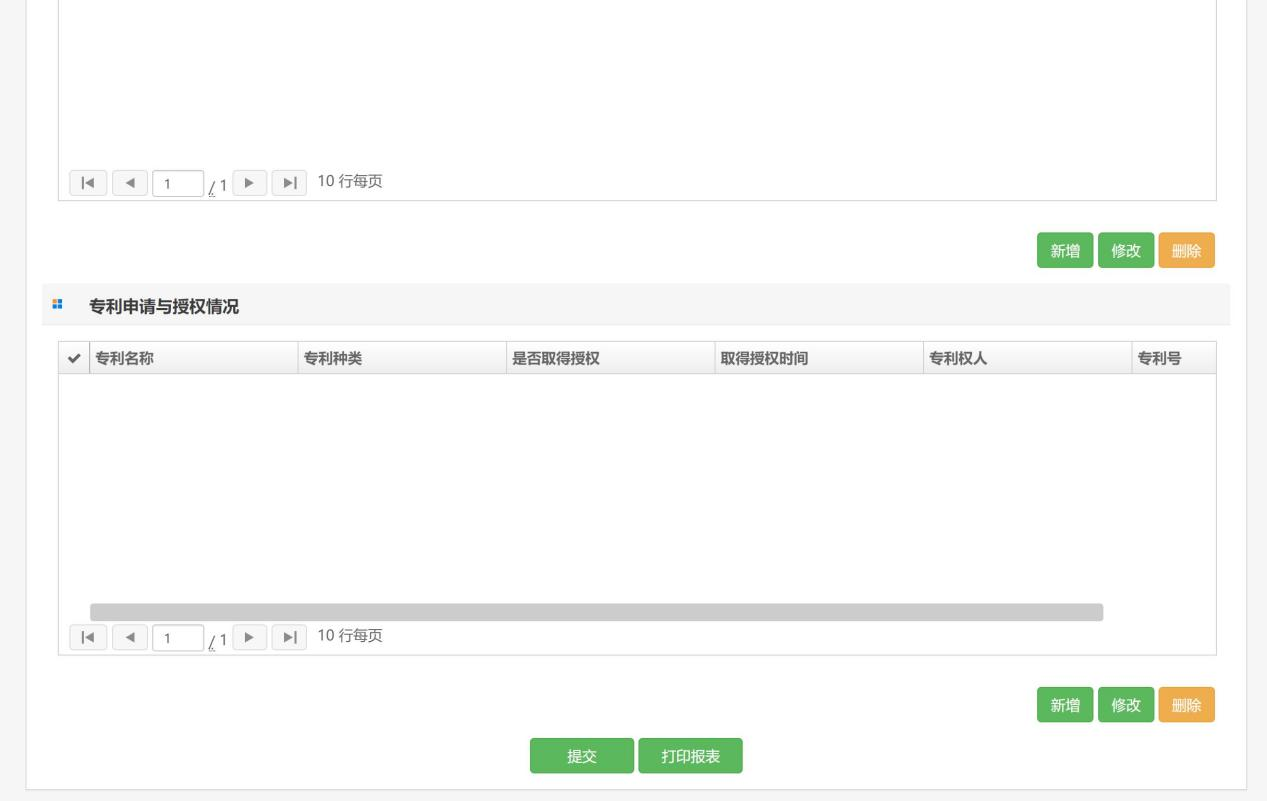 1 / 1 10 行每页
新增 修改 删除
专利申请与授权情况
专利名称 专利种类 是否取得授权 取得授权时间 专利权人 专利号
1 / 1 10 行每页
新增 修改 删除
提交 打印报表